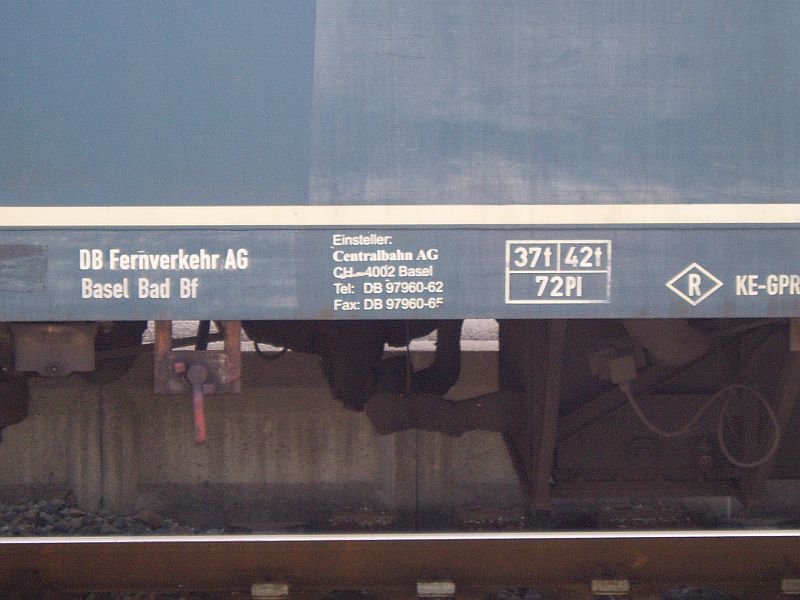 DB Fernverkehr AG
Basel Bad Bf
Einsteller:
Centralbahn AG
CH-4002 Basel
Tel: DB 97960-62
Fax: DB 97960-65
37t 42t
72Pl
R
KE-GPR